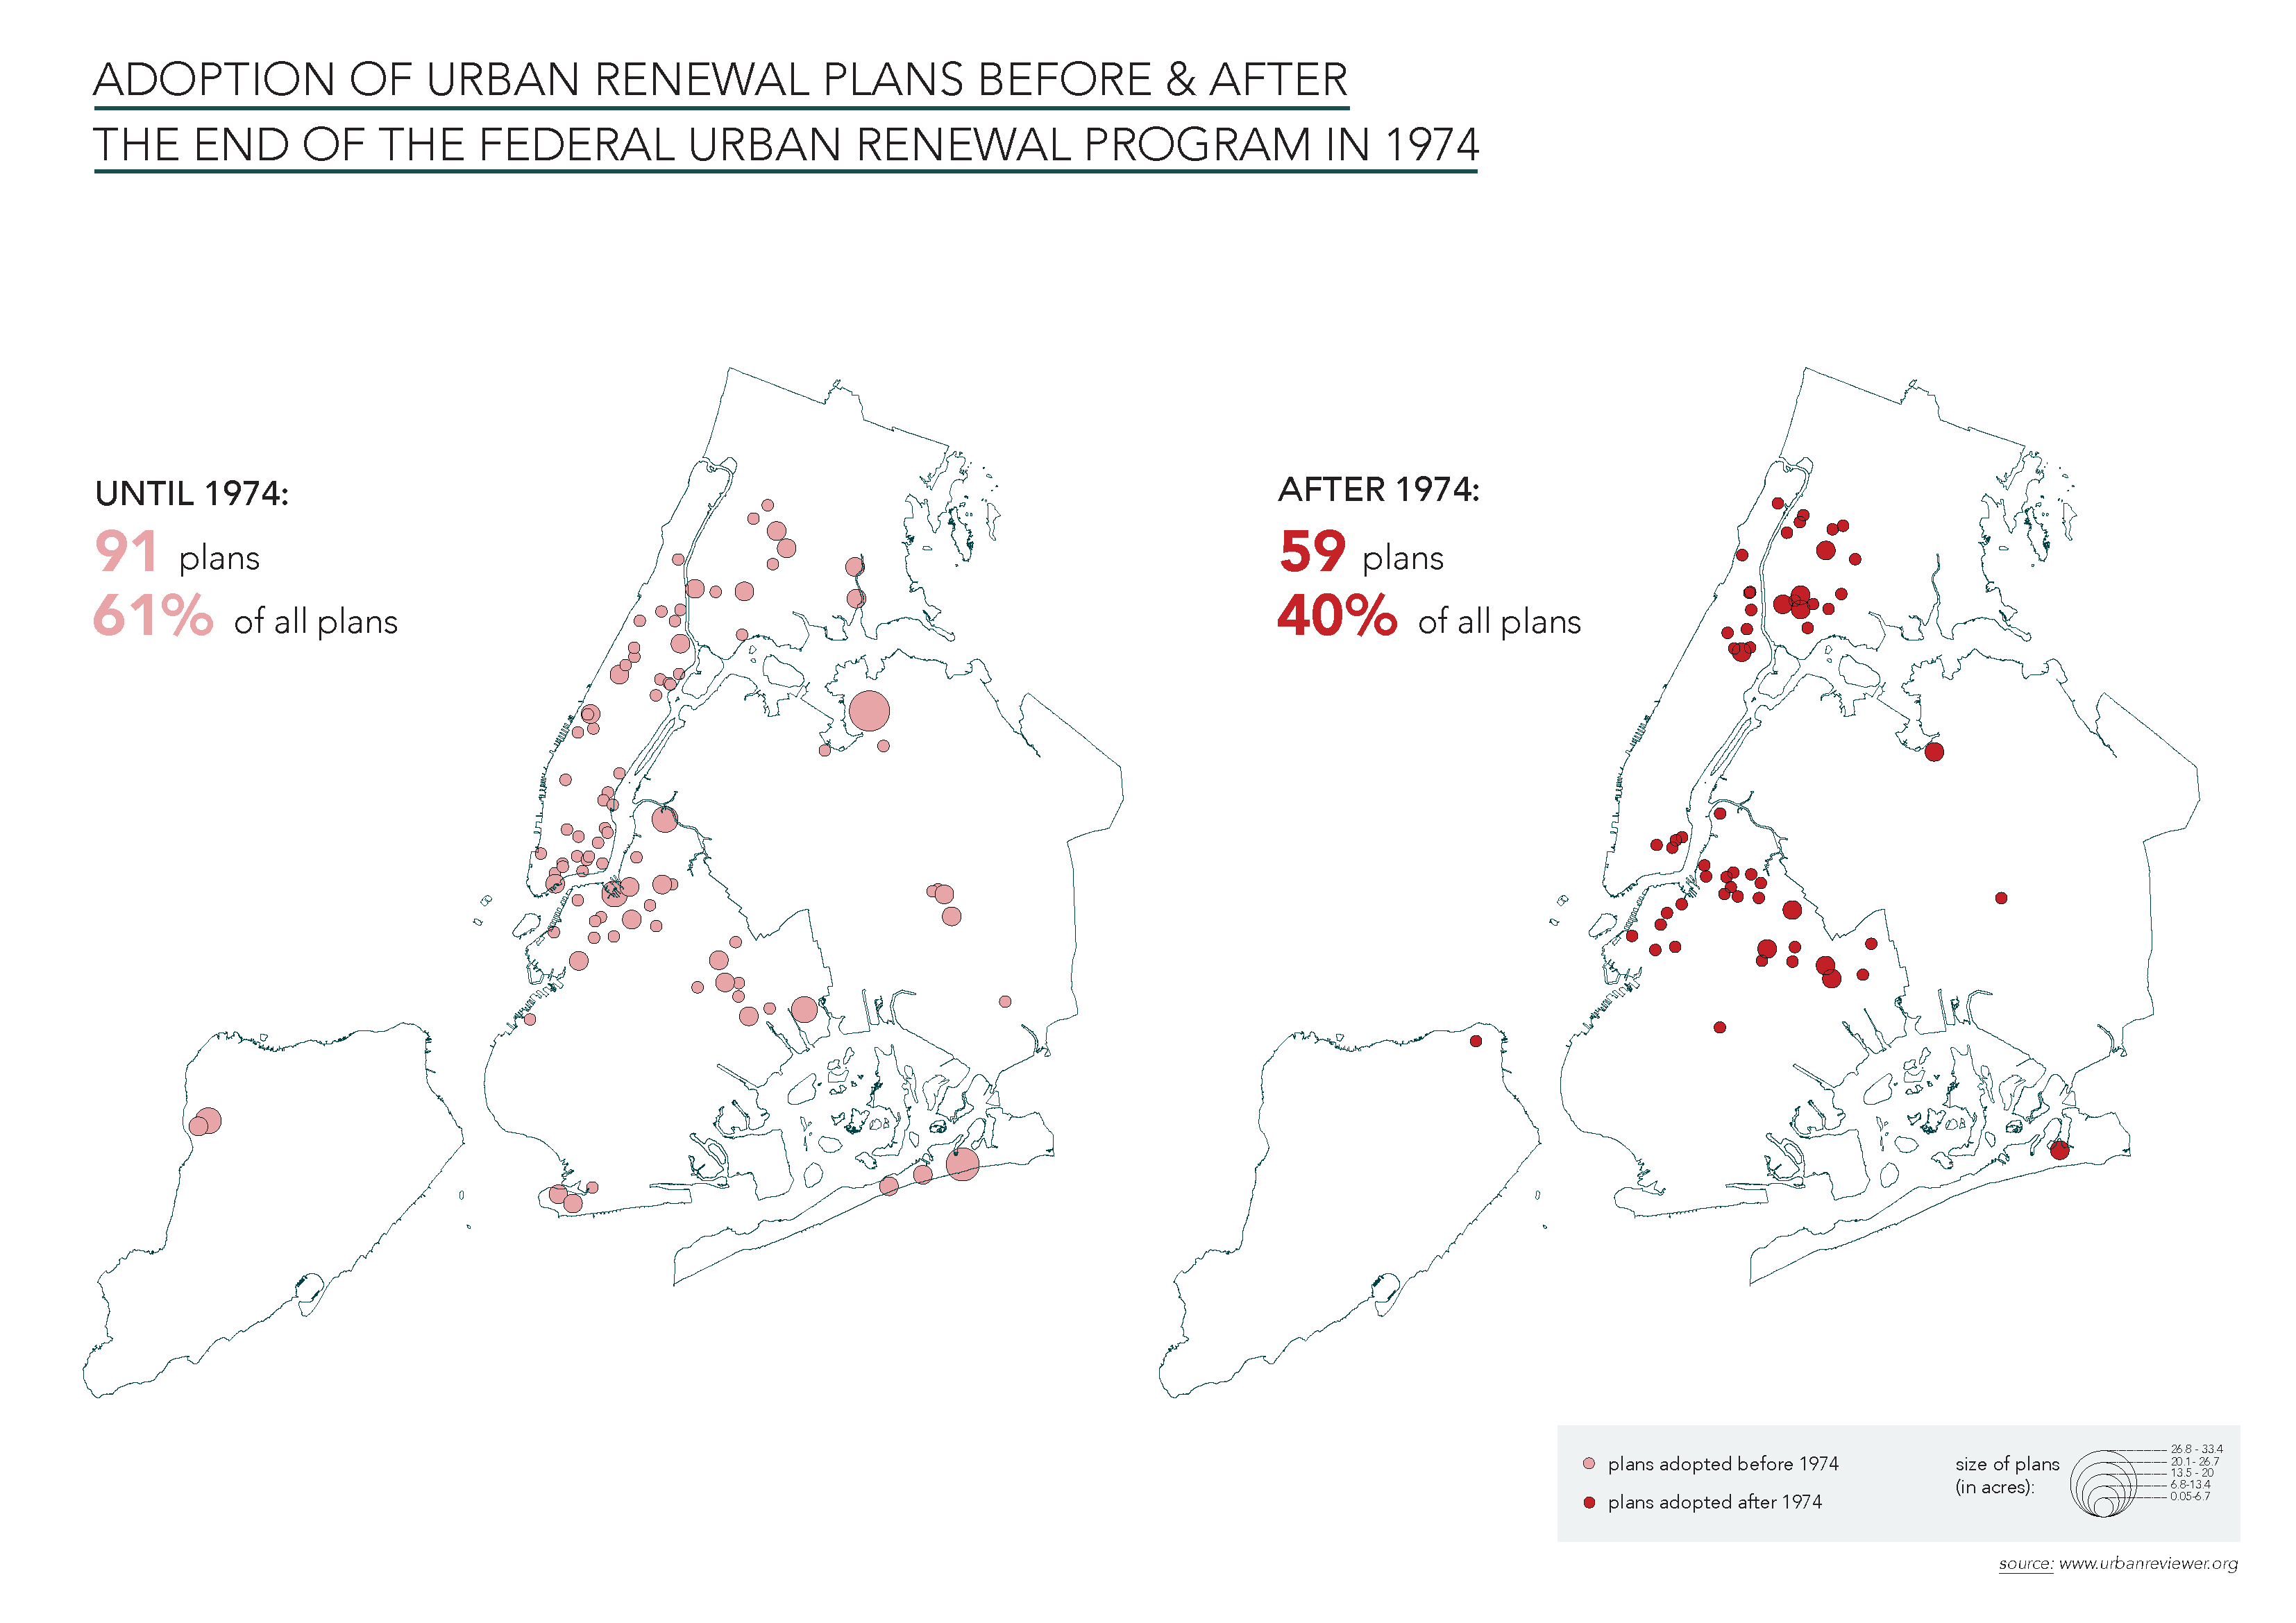 ADOPTION OF URBAN RENEWAL PLANS BEFORE & AFTER
THE END OF THE FEDERAL URBAN RENEWAL PROGRAM IN 1974
UNTIL 1974:
91 plans
61% of all plans
AFTER 1974:
59 plans
40% of all plans
plans adopted before 1974
plans adopted after 1974
size of plans
(in acres):
26.8 - 33.4
20.1- 26.7
13.5 - 20
6.8-13.4
0.05-6.7
source: www.urbanreviewer.org